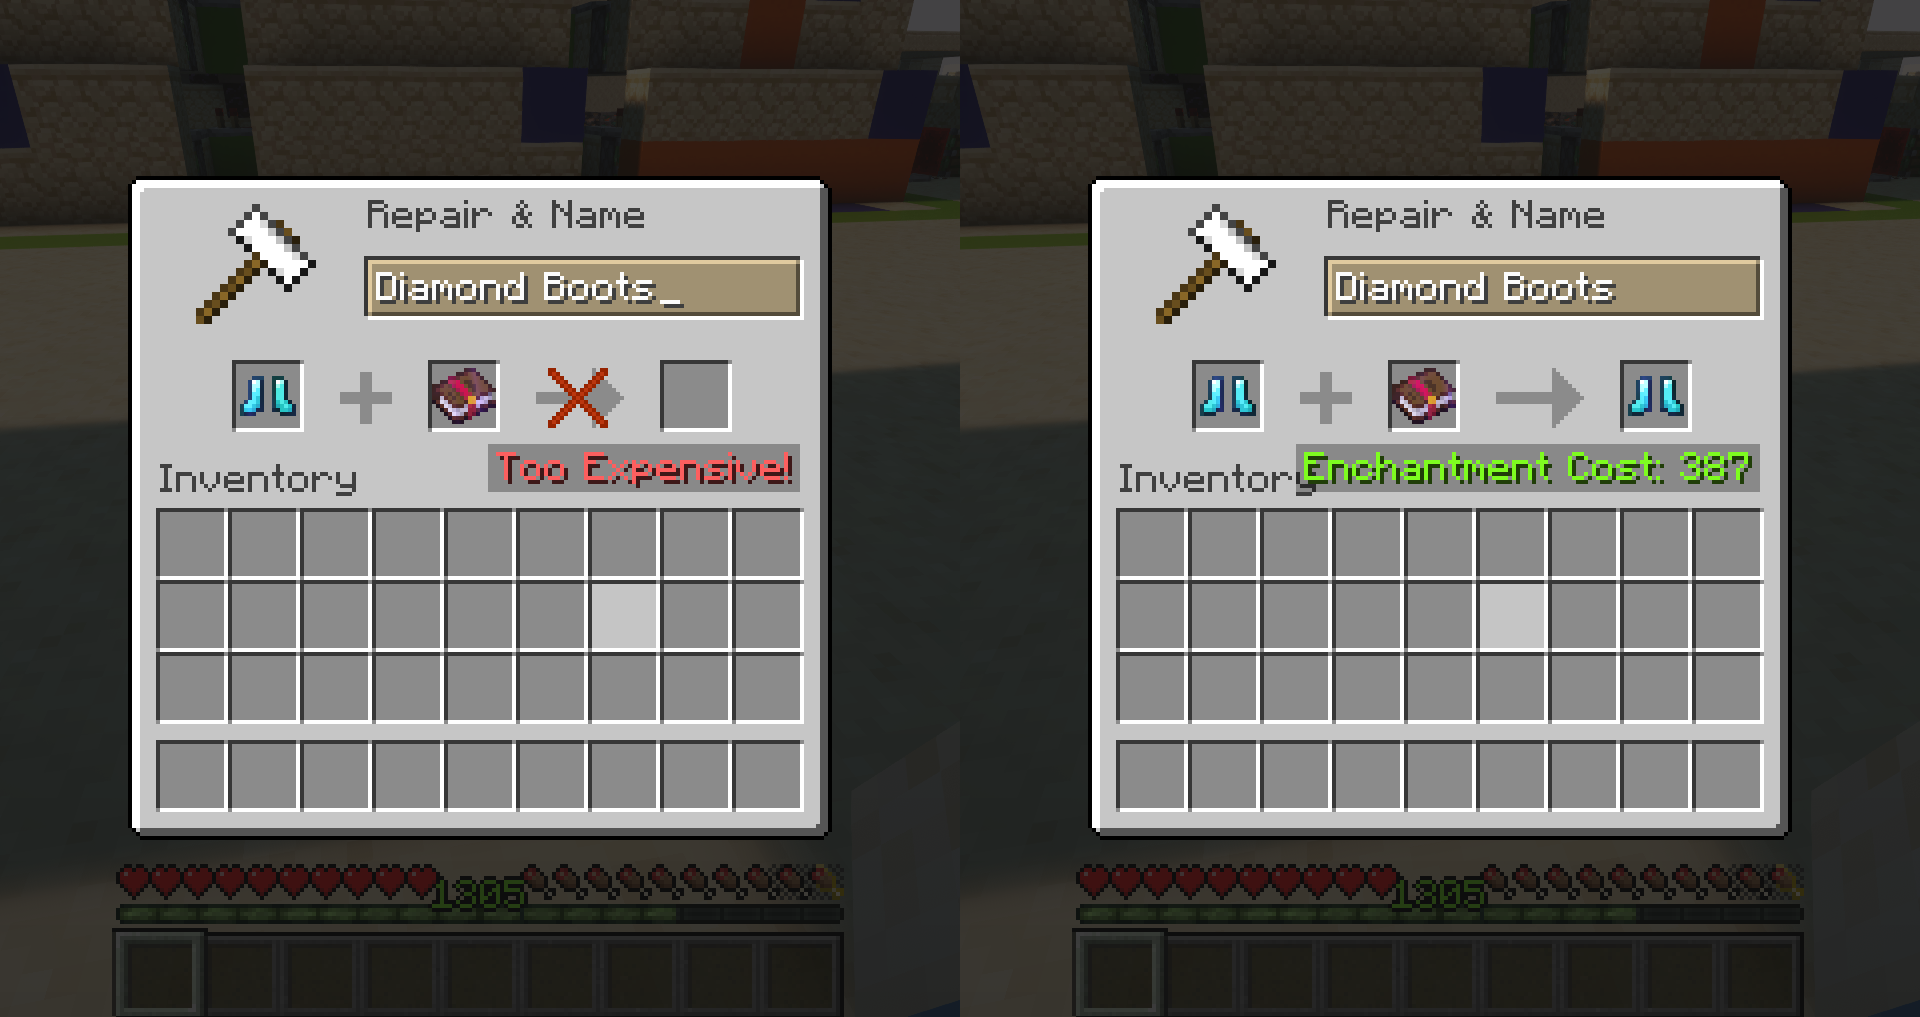 Repair & Name
Diamond Boots_
Too Expensive!
Inventory
1305
Repair & Name
Diamond Boots
Enchantment Cost: 387
Inventory
1305